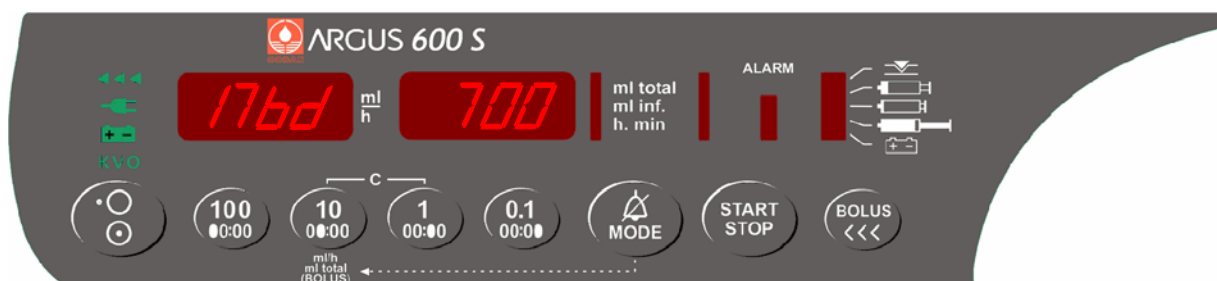 ARGUS 600 S
CODAN
ALARM
17bd
ml
h
700
ml total
ml inf.
h. min
KVO
C
100
00:00
10
00:00
1
00:00
0.1
00:00
MODE
START
STOP
BOLUS
<<<
ml/h
ml total
(BOLUS)